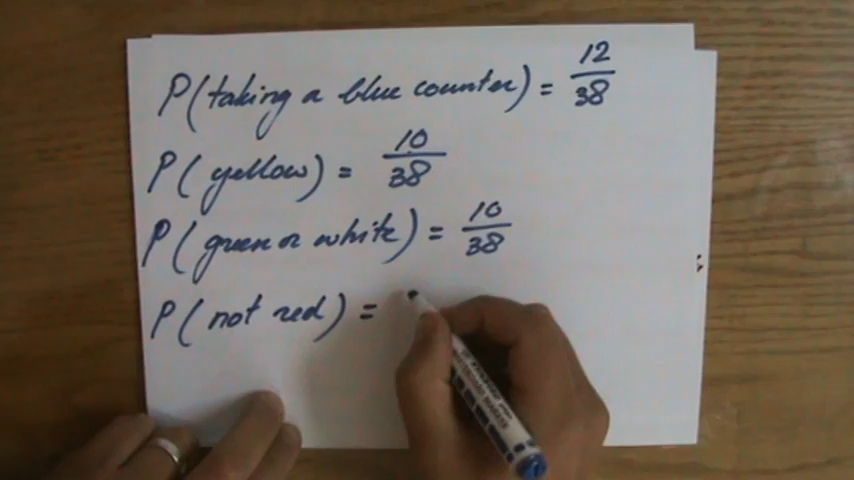 P(taking a blue counter) = 12/38
P(yellow) = 10/38
P(green or white) = 10/38
P(not red) =